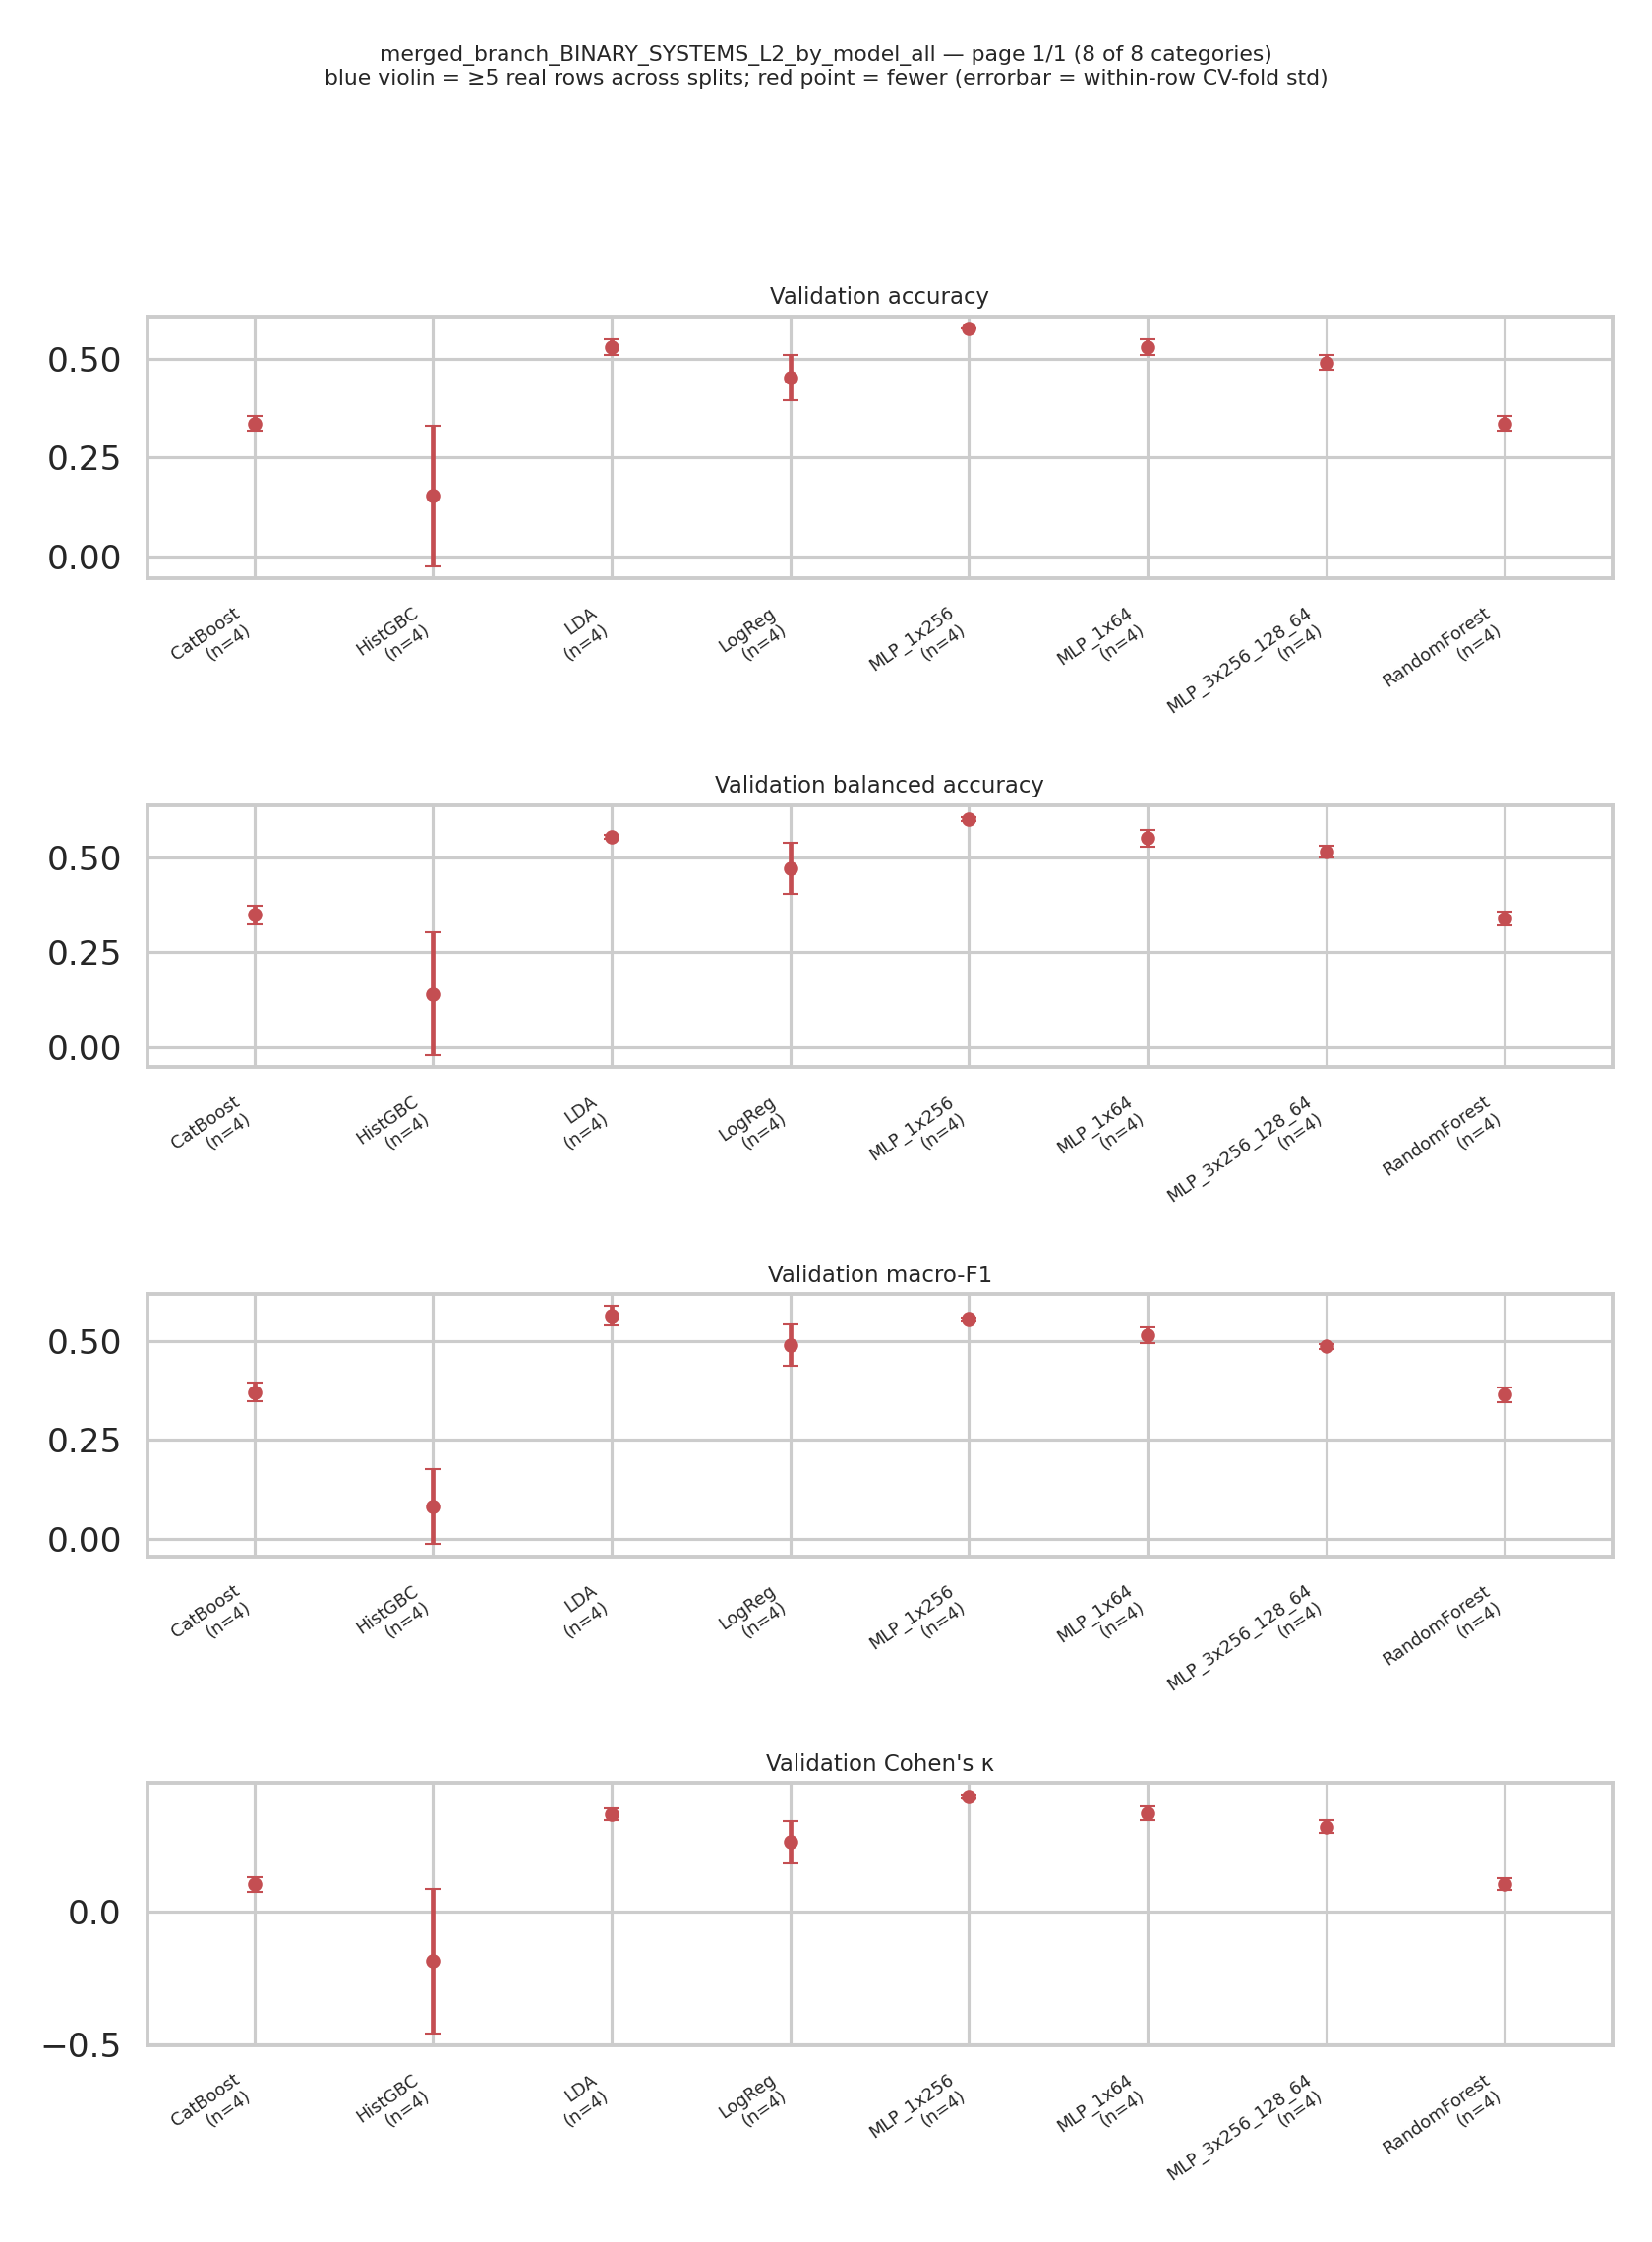 merged_branch_BINARY_SYSTEMS_L2_by_model_all — page 1/1 (8 of 8 categories)
blue violin = ≥5 real rows across splits; red point = fewer (errorbar = within-row CV-fold std)
Validation accuracy
0.50
0.25
0.00
CatBoost
(n=4)
HistGBC
(n=4)
LDA
(n=4)
LogReg
(n=4)
MLP_1x256
(n=4)
MLP_1x64
(n=4)
MLP_3x256_128_64
(n=4)
RandomForest
(n=4)
Validation balanced accuracy
0.50
0.25
0.00
CatBoost
(n=4)
HistGBC
(n=4)
LDA
(n=4)
LogReg
(n=4)
MLP_1x256
(n=4)
MLP_1x64
(n=4)
MLP_3x256_128_64
(n=4)
RandomForest
(n=4)
Validation macro-F1
0.50
0.25
0.00
CatBoost
(n=4)
HistGBC
(n=4)
LDA
(n=4)
LogReg
(n=4)
MLP_1x256
(n=4)
MLP_1x64
(n=4)
MLP_3x256_128_64
(n=4)
RandomForest
(n=4)
Validation Cohen's κ
0.0
−0.5
CatBoost
(n=4)
HistGBC
(n=4)
LDA
(n=4)
LogReg
(n=4)
MLP_1x256
(n=4)
MLP_1x64
(n=4)
MLP_3x256_128_64
(n=4)
RandomForest
(n=4)